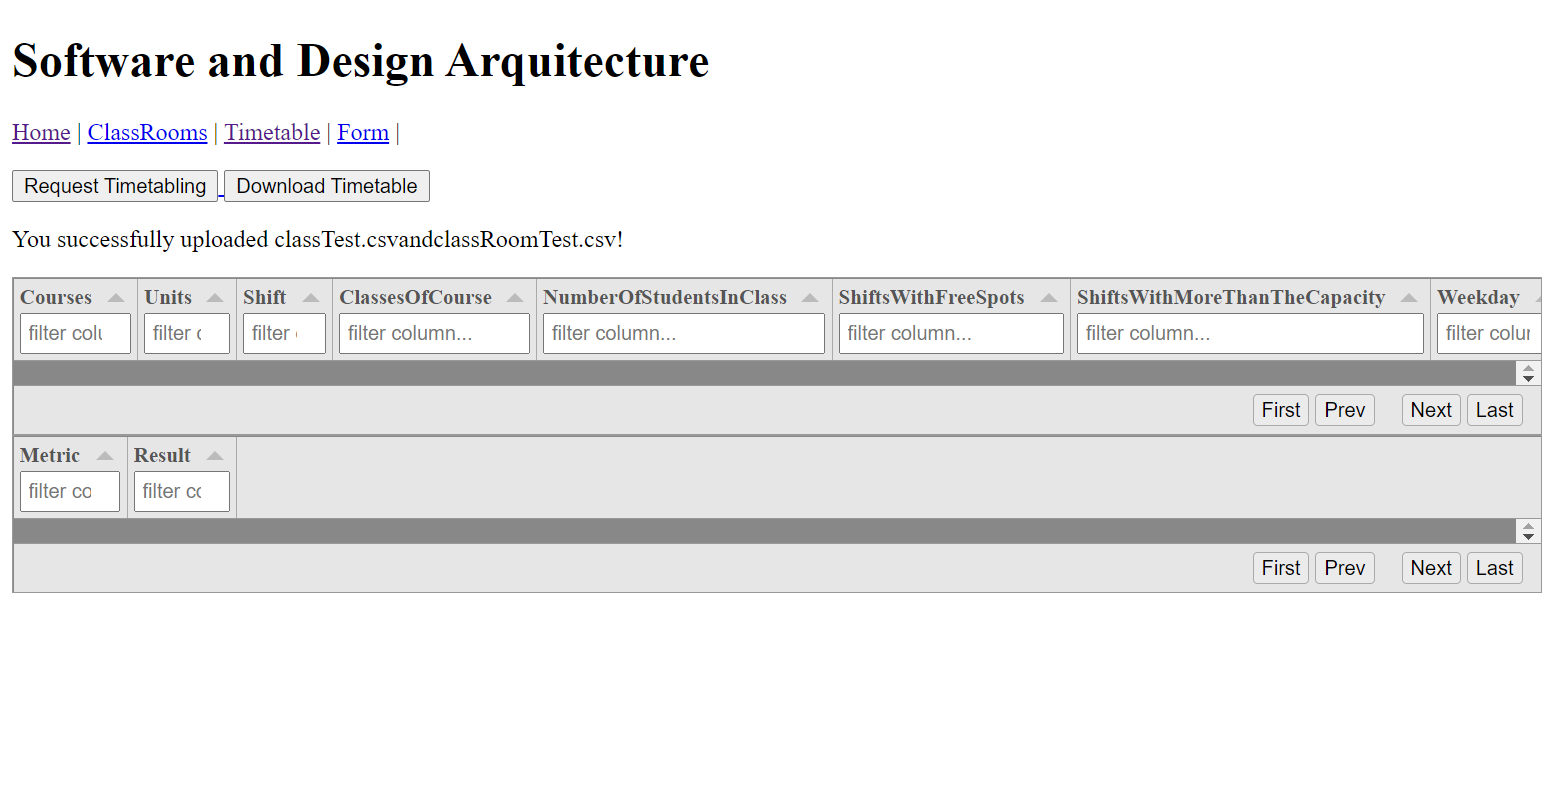 Software and Design Arquitecture
Home | ClassRooms | Timetable | Form |
Request Timetabling Download Timetable
You successfully uploaded classTest.csvandclassRoomTest.csv!
Courses Units Shift ClassesOfCourse NumberOfStudentsInClass ShiftsWithFreeSpots ShiftsWithMoreThanTheCapacity Weekday
filter colu filter c filter filter column... filter column... filter column... filter column... filter colur
First Prev Next Last
Metric Result
filter co filter co
First Prev Next Last